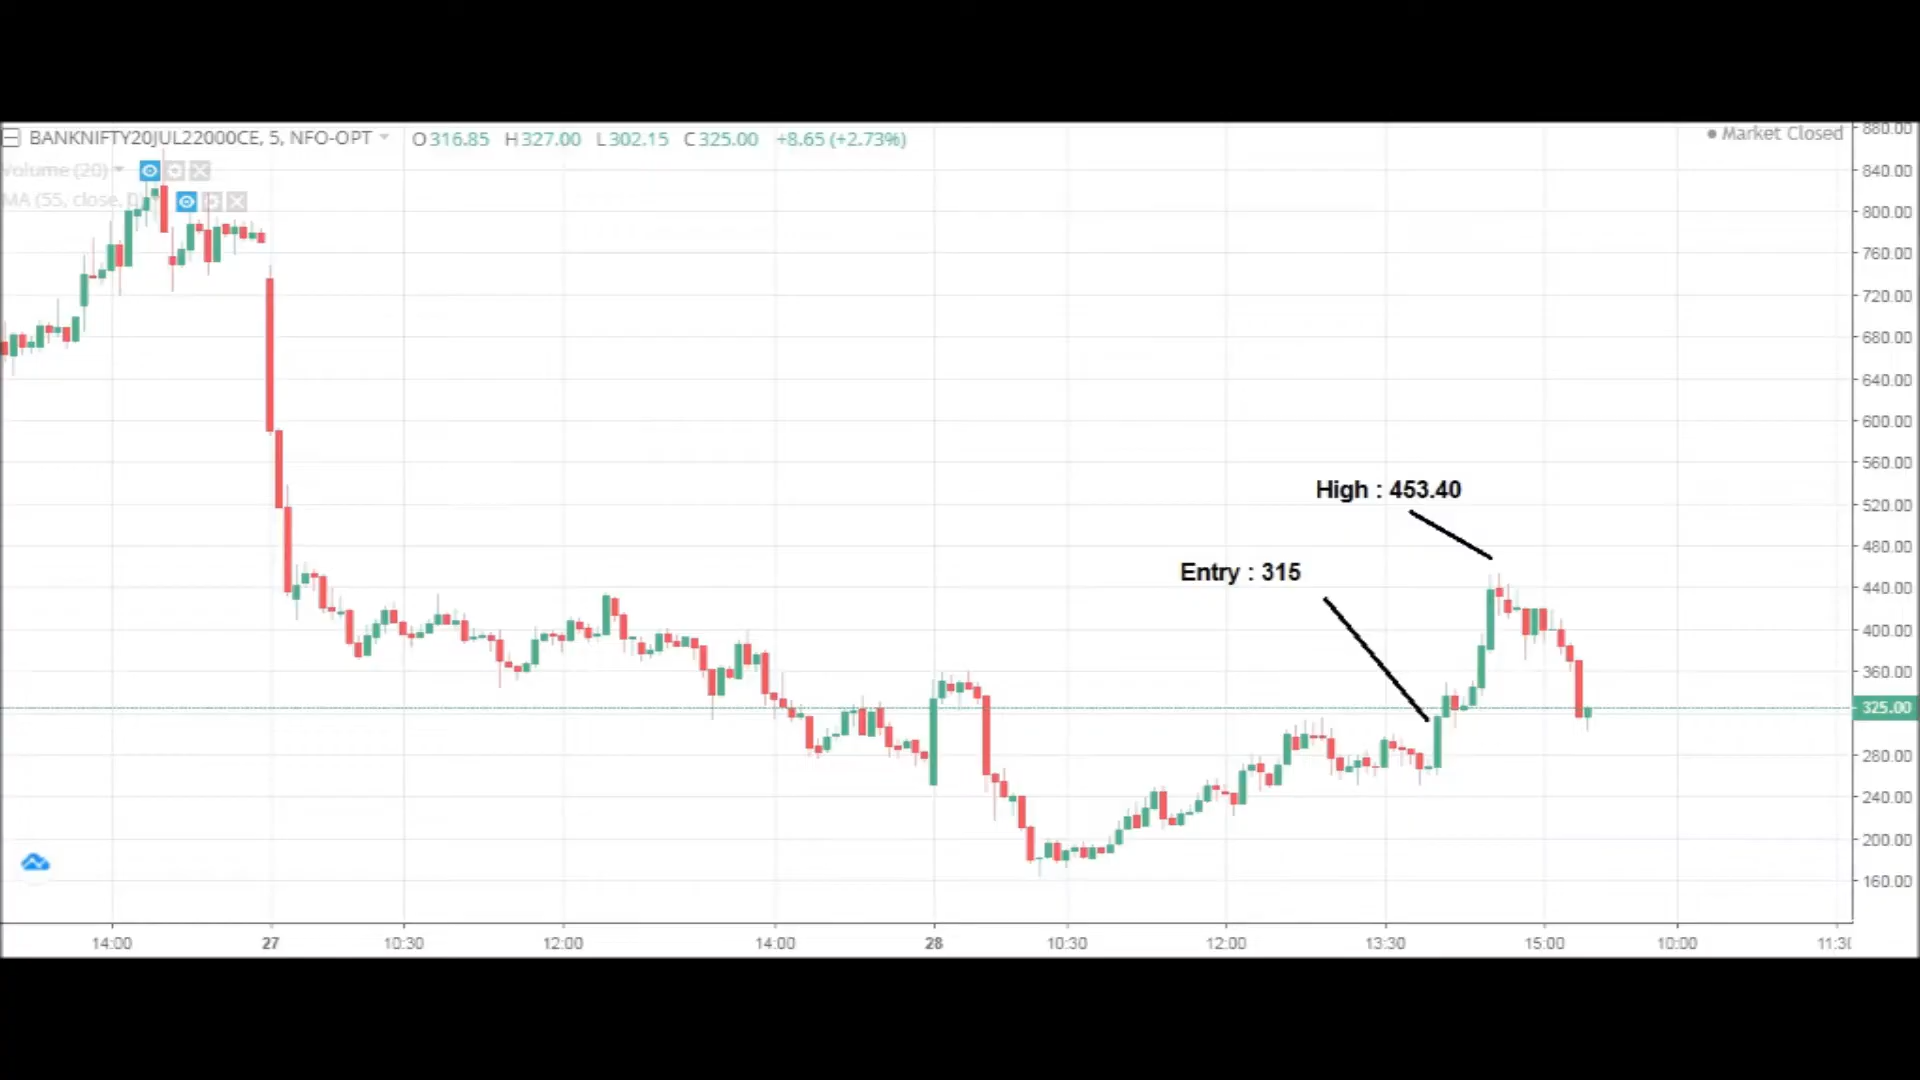 BANKNIFTY20JUL22000CE, 5, NFO-OPT O316.85 H327.00 L302.15 C325.00 +8.65 (+2.73%)
Market Closed
Volume (20)
MA (55, close, 0)
High : 453.40
Entry : 315
880.00
840.00
800.00
760.00
720.00
680.00
640.00
600.00
560.00
520.00
480.00
440.00
400.00
360.00
325.00
280.00
240.00
200.00
160.00
14:00 27 10:30 12:00 14:00 28 10:30 12:00 13:30 15:00 10:00